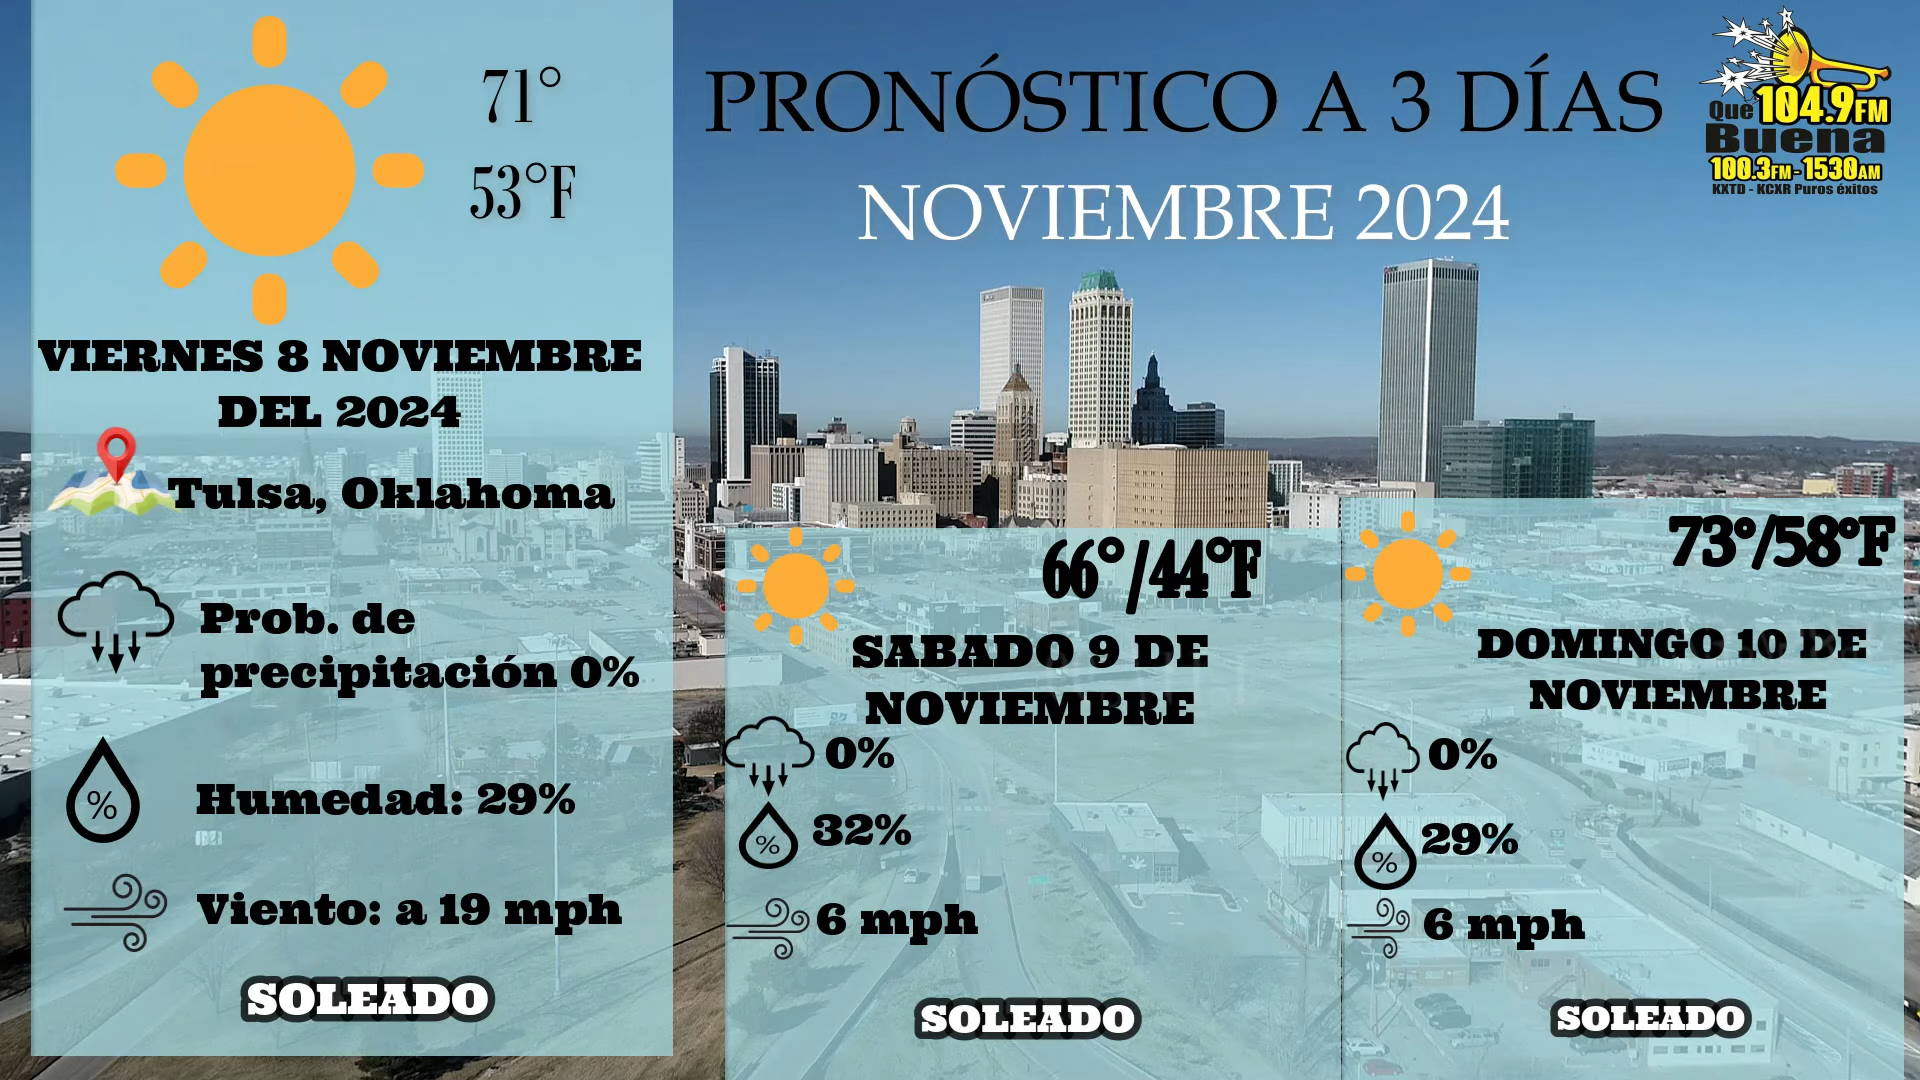 71°
53°F
VIERNES 8 NOVIEMBRE
DEL 2024
Tulsa, Oklahoma
Prob. de
precipitación 0%
%
Humedad: 29%
Viento: a 19 mph
SOLEADO
PRONÓSTICO A 3 DÍAS
NOVIEMBRE 2024
Que 104.9FM
Buena
100.3FM-1530AM
KXTD - KCXR Puros éxitos
66°/44°F
SABADO 9 DE
NOVIEMBRE
0%
%
32%
6 mph
SOLEADO
73°/58°F
DOMINGO 10 DE
NOVIEMBRE
0%
%
29%
6 mph
SOLEADO